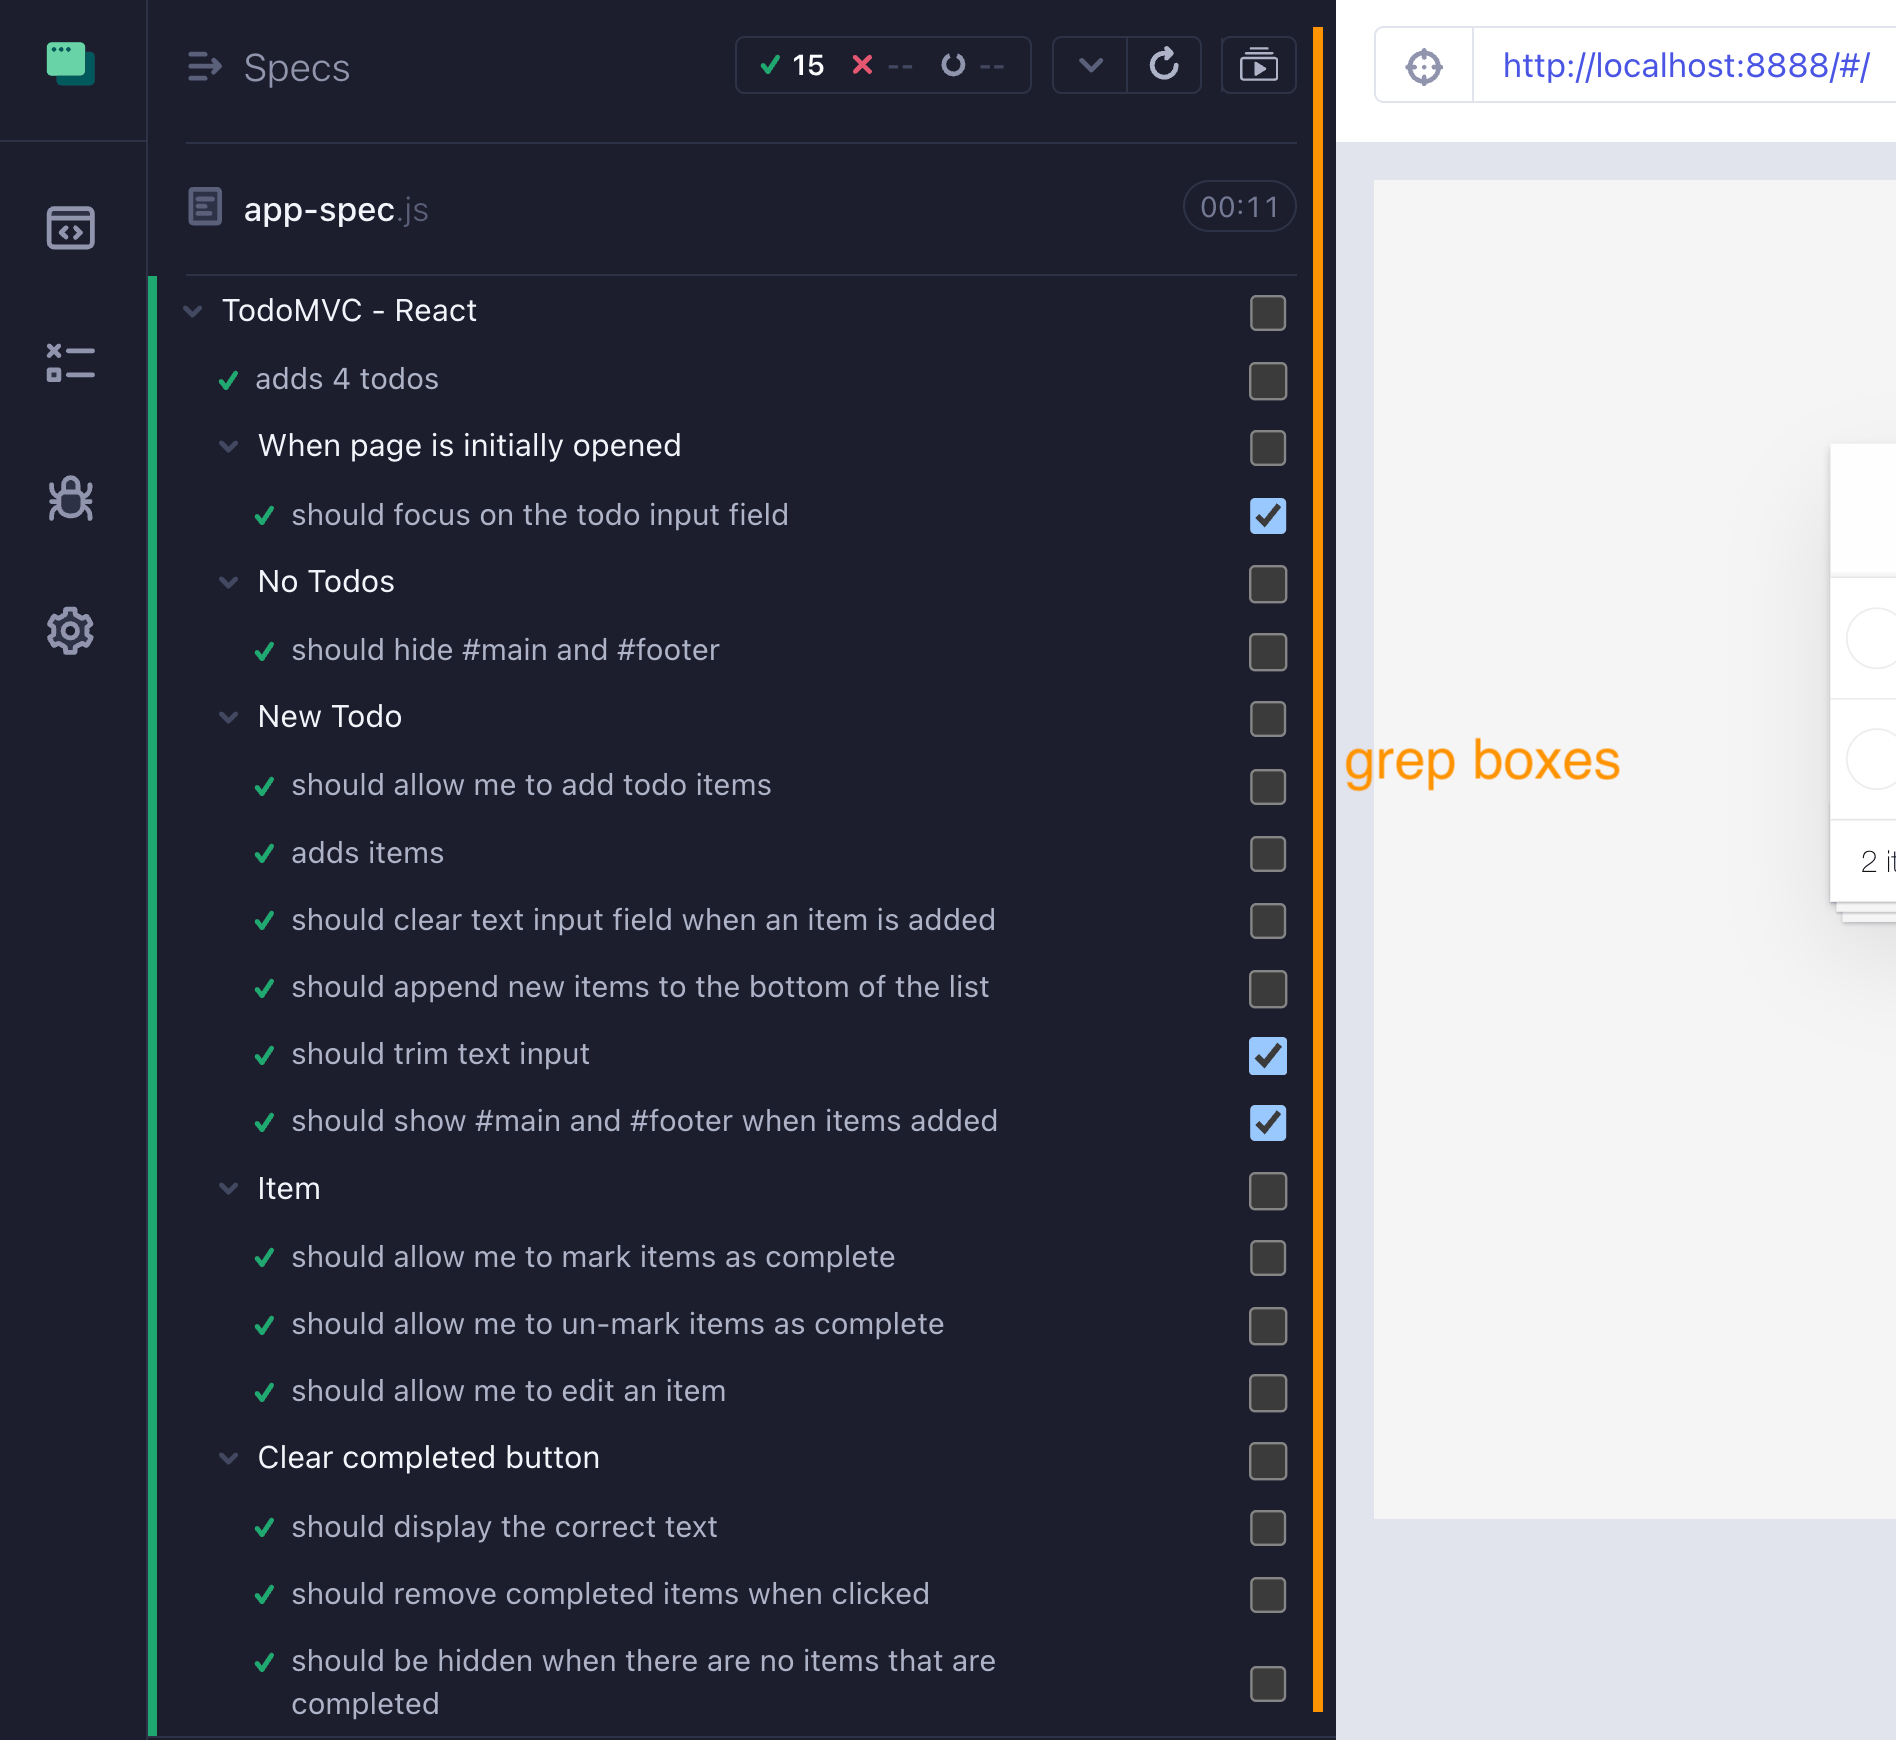 Specs
15 -- --
http://localhost:8888/#/
app-spec.js
00:11
TodoMVC - React
adds 4 todos
When page is initially opened
should focus on the todo input field
No Todos
should hide #main and #footer
New Todo
grep boxes
should allow me to add todo items
adds items
2 it
should clear text input field when an item is added
should append new items to the bottom of the list
should trim text input
should show #main and #footer when items added
Item
should allow me to mark items as complete
should allow me to un-mark items as complete
should allow me to edit an item
Clear completed button
should display the correct text
should remove completed items when clicked
should be hidden when there are no items that are
completed